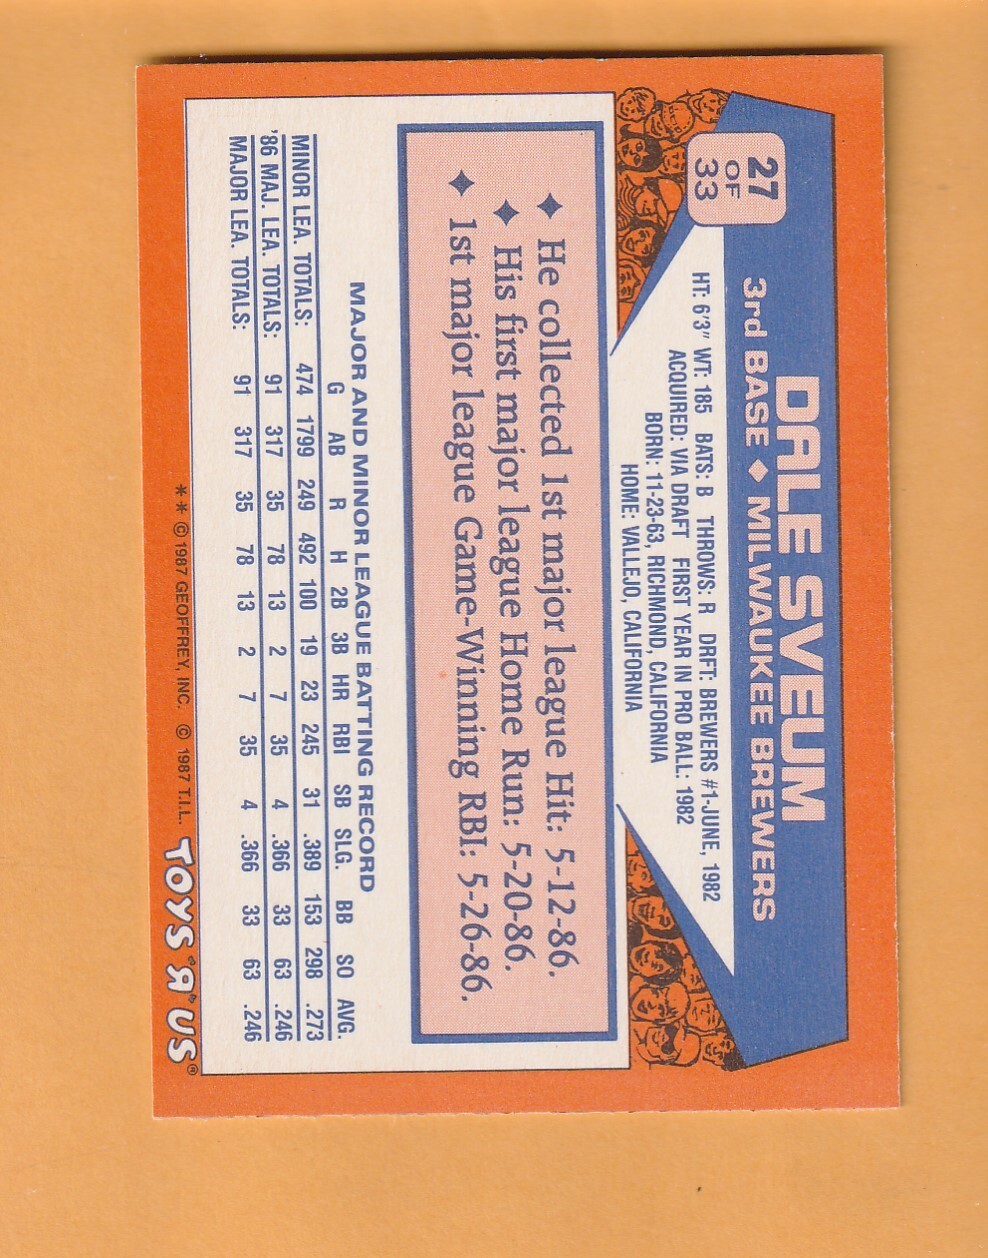 27
OF
33
DALE SVEUM
3rd BASE ♦ MILWAUKEE BREWERS
HT: 6'3" WT: 185 BATS: B THROWS: R DRFT: BREWERS #1-JUNE, 1982
ACQUIRED: VIA DRAFT FIRST YEAR IN PRO BALL: 1982
BORN: 11-23-63, RICHMOND, CALIFORNIA
HOME: VALLEJO, CALIFORNIA
✦ He collected 1st major league Hit: 5-12-86.
✦ His first major league Home Run: 5-20-86.
✦ 1st major league Game-Winning RBI: 5-26-86.
MAJOR AND MINOR LEAGUE BATTING RECORD
G AB R H 2B 3B HR RBI SB SLG. BB SO AVG.
MINOR LEA. TOTALS: 474 1799 249 492 100 19 23 245 31 .389 153 298 .273
'86 MAJ. LEA. TOTALS: 91 317 35 78 13 2 7 35 4 .366 33 63 .246
MAJOR LEA. TOTALS: 91 317 35 78 13 2 7 35 4 .366 33 63 .246
** © 1987 GEOFFREY, INC. © 1987 T.I.L. TOYS "R" US®